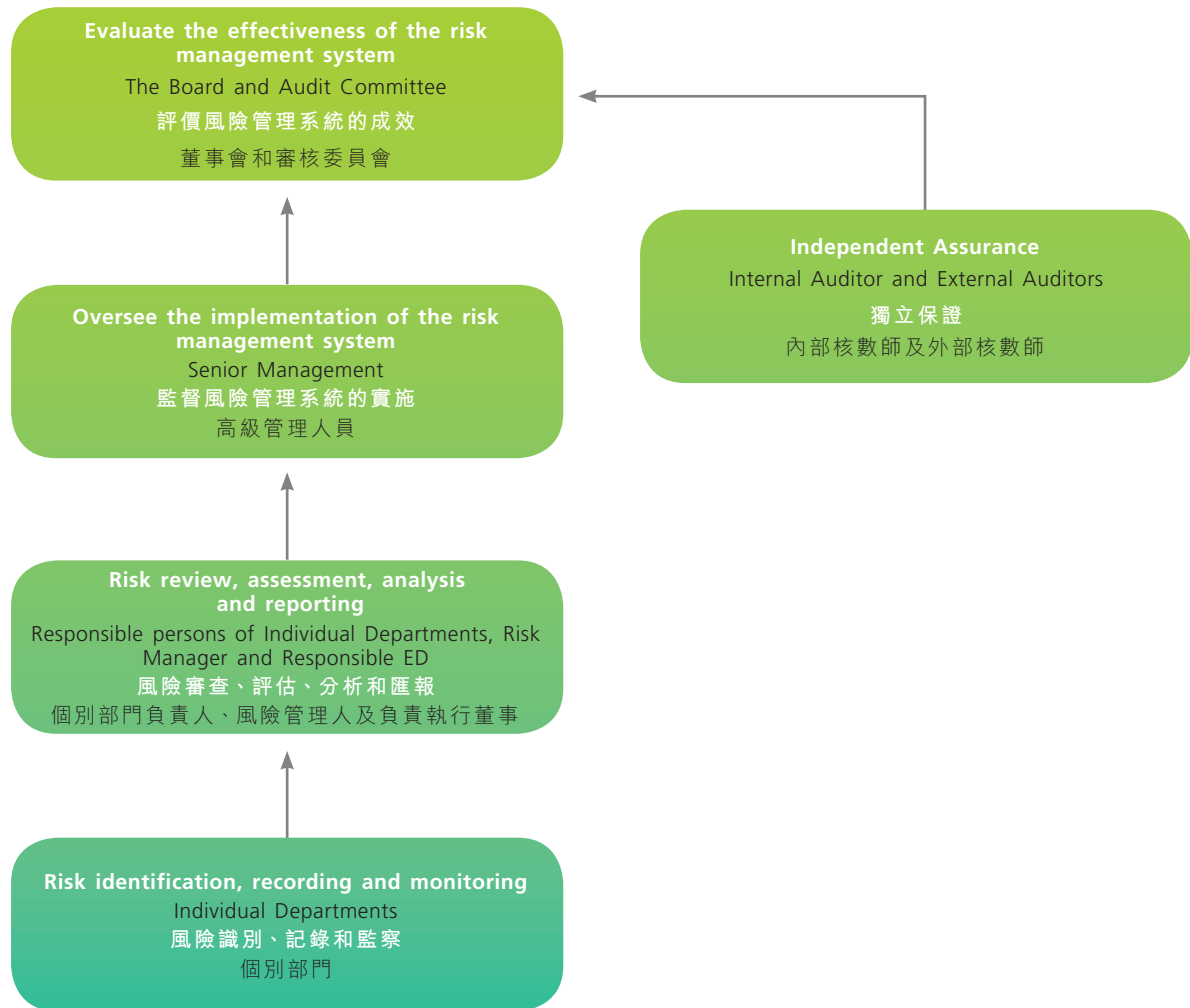 Evaluate the effectiveness of the risk
management system
The Board and Audit Committee
評價風險管理系統的成效
董事會和審核委員會
Independent Assurance
Internal Auditor and External Auditors
獨立保證
內部核數師及外部核數師
Oversee the implementation of the risk
management system
Senior Management
監督風險管理系統的實施
高級管理人員
Risk review, assessment, analysis
and reporting
Responsible persons of Individual Departments, Risk
Manager and Responsible ED
風險審查、評估、分析和匯報
個別部門負責人、風險管理人及負責執行董事
Risk identification, recording and monitoring
Individual Departments
風險識別、記錄和監察
個別部門